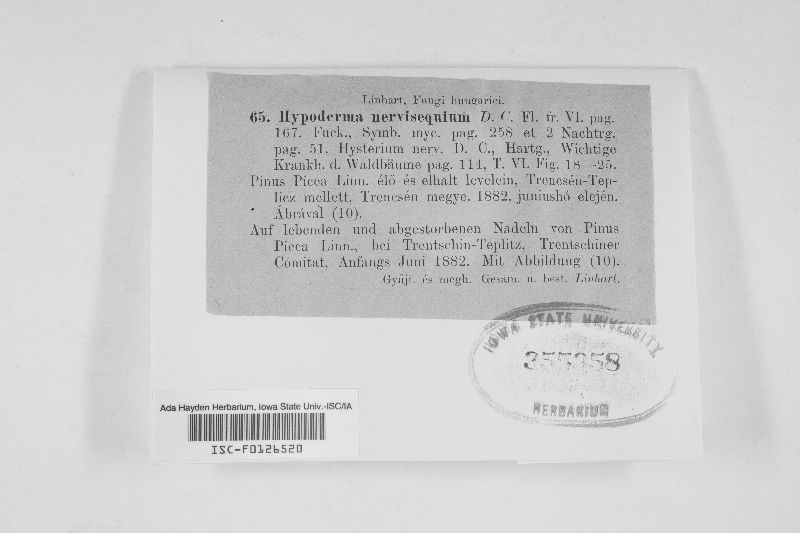 Linhart, Fungi hungarici.
65. Hypoderma nervisequium D. C. Fl. fr. VI. pag.
167. Fuck., Symb. myc. pag. 258 et 2 Nachtrg.
pag. 51. Hysterium nerv. D. C., Hartg., Wichtige
Krankh. d. Waldbäume pag. 114, T. VI. Fig. 18—25.
Pinus Picea Linn. élő és elhalt levelein, Trencsén-Tep-
licz mellett, Trencsén megye. 1882. juniushó elején.
Ábrával (10).
Auf lebenden und abgestorbenen Nadeln von Pinus
Picea Linn., bei Trentschin-Teplitz, Trentschiner
Comitat, Anfangs Juni 1882. Mit Abbildung (10).
Gyűjt. és megh. Gesam. u. best. Linhart.
IOWA STATE UNIVERSITY
355358
HERBARIUM
Ada Hayden Herbarium, Iowa State Univ.-ISC/IA
ISC-F0126520